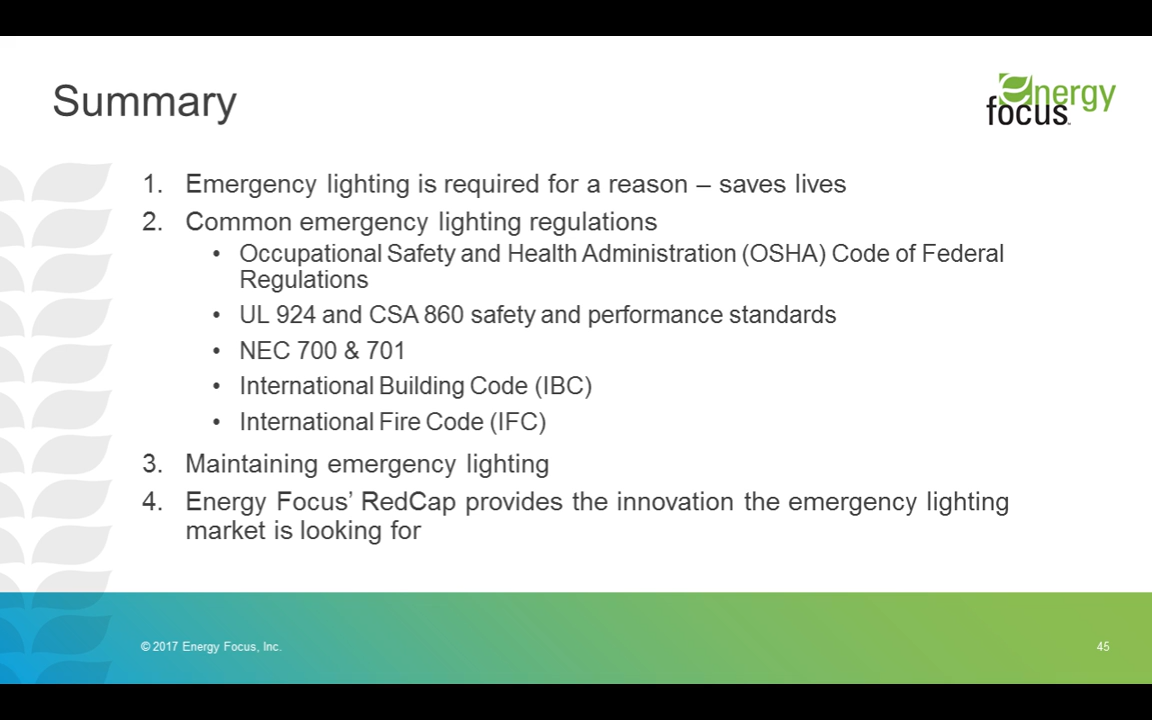 Summary
energy
focus™
1. Emergency lighting is required for a reason – saves lives
2. Common emergency lighting regulations
• Occupational Safety and Health Administration (OSHA) Code of Federal
Regulations
• UL 924 and CSA 860 safety and performance standards
• NEC 700 & 701
• International Building Code (IBC)
• International Fire Code (IFC)
3. Maintaining emergency lighting
4. Energy Focus’ RedCap provides the innovation the emergency lighting
market is looking for
© 2017 Energy Focus, Inc.
45